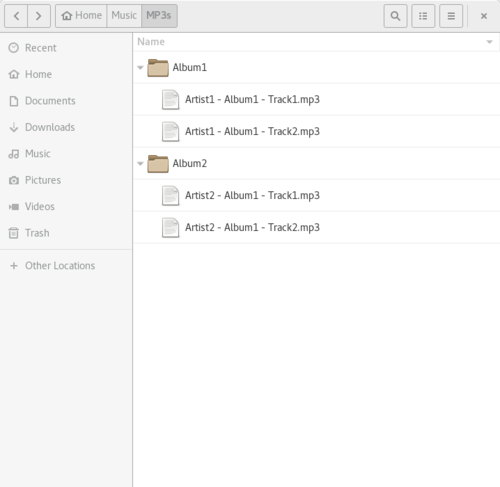 Home Music MP3s
Recent
Home
Documents
Downloads
Music
Pictures
Videos
Trash
Other Locations
Name
Album1
Artist1 - Album1 - Track1.mp3
Artist1 - Album1 - Track2.mp3
Album2
Artist2 - Album1 - Track1.mp3
Artist2 - Album1 - Track2.mp3